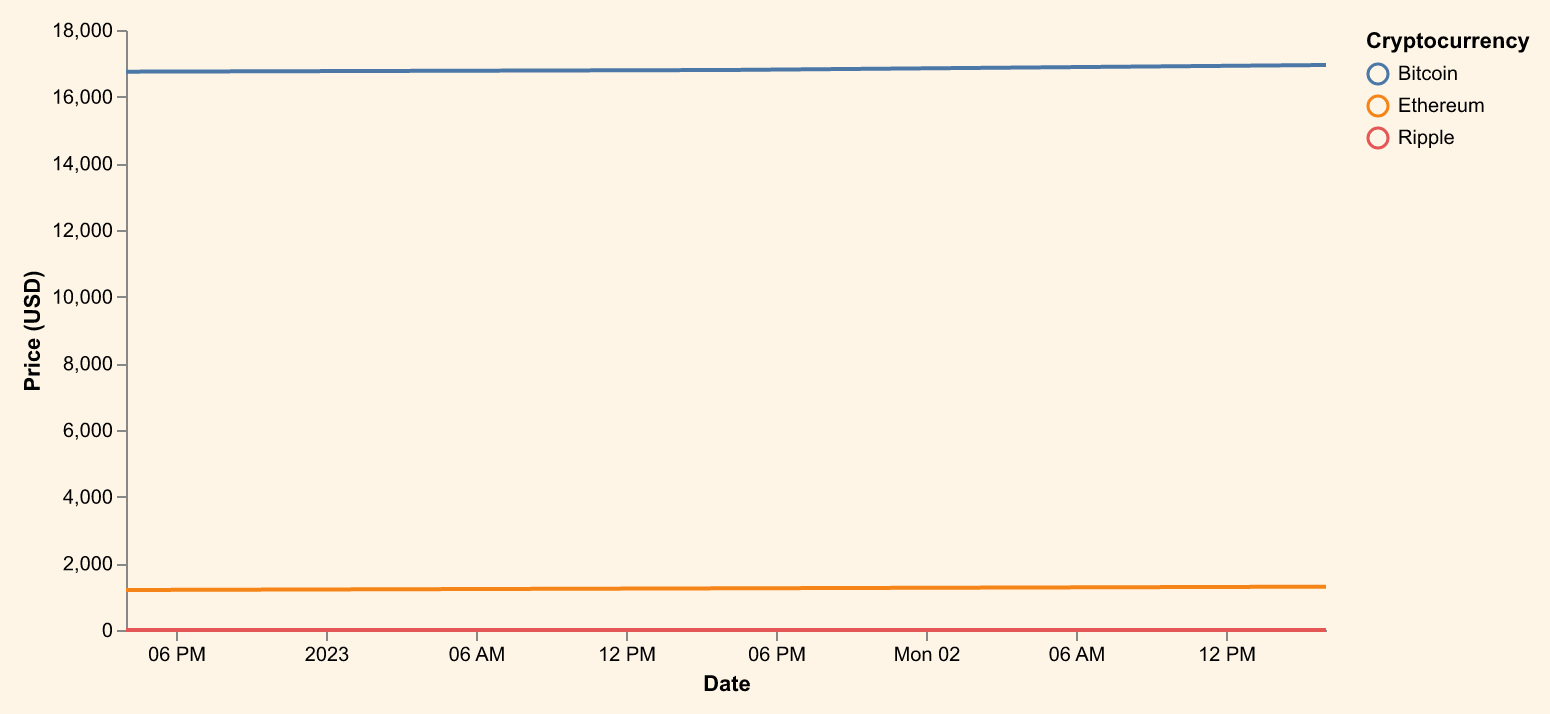 18,000
16,000
14,000
12,000
10,000
8,000
6,000
4,000
2,000
0
Price (USD)
06 PM 2023 06 AM 12 PM 06 PM Mon 02 06 AM 12 PM
Date
Cryptocurrency
Bitcoin
Ethereum
Ripple